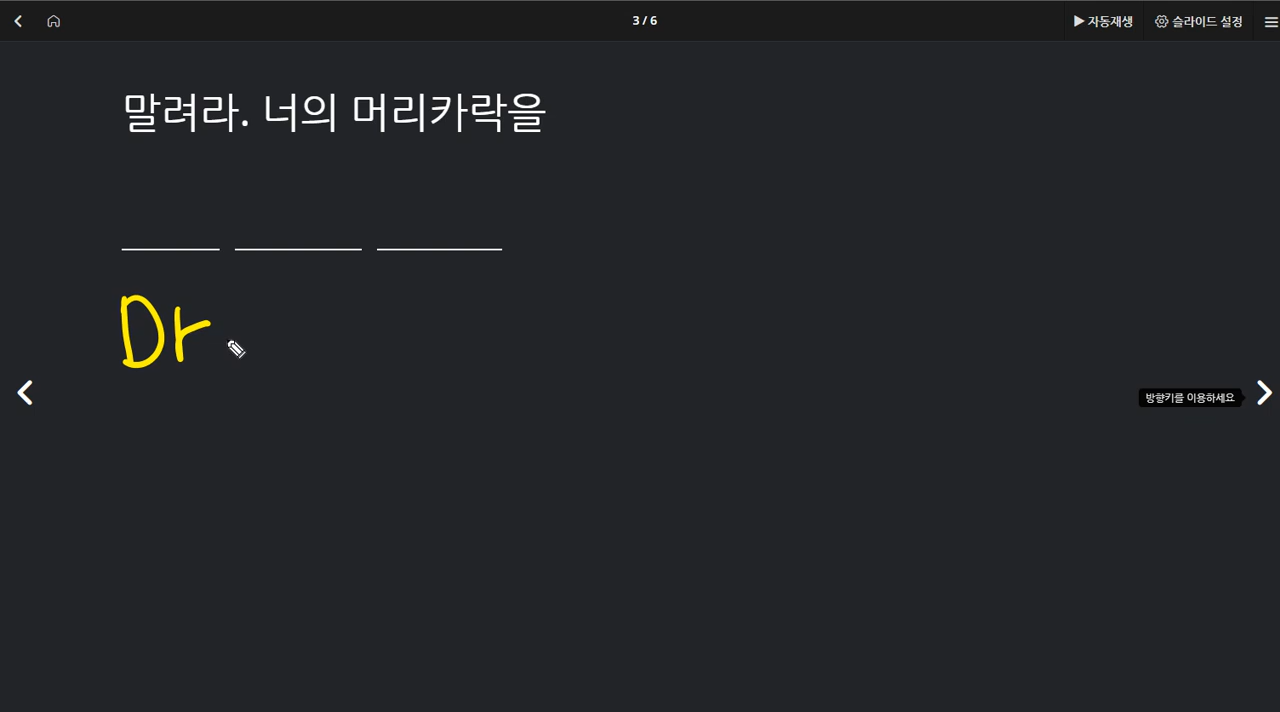 3 / 6
▶ 자동재생
슬라이드 설정
말려라. 너의 머리카락을
Dr
방향키를 이용하세요